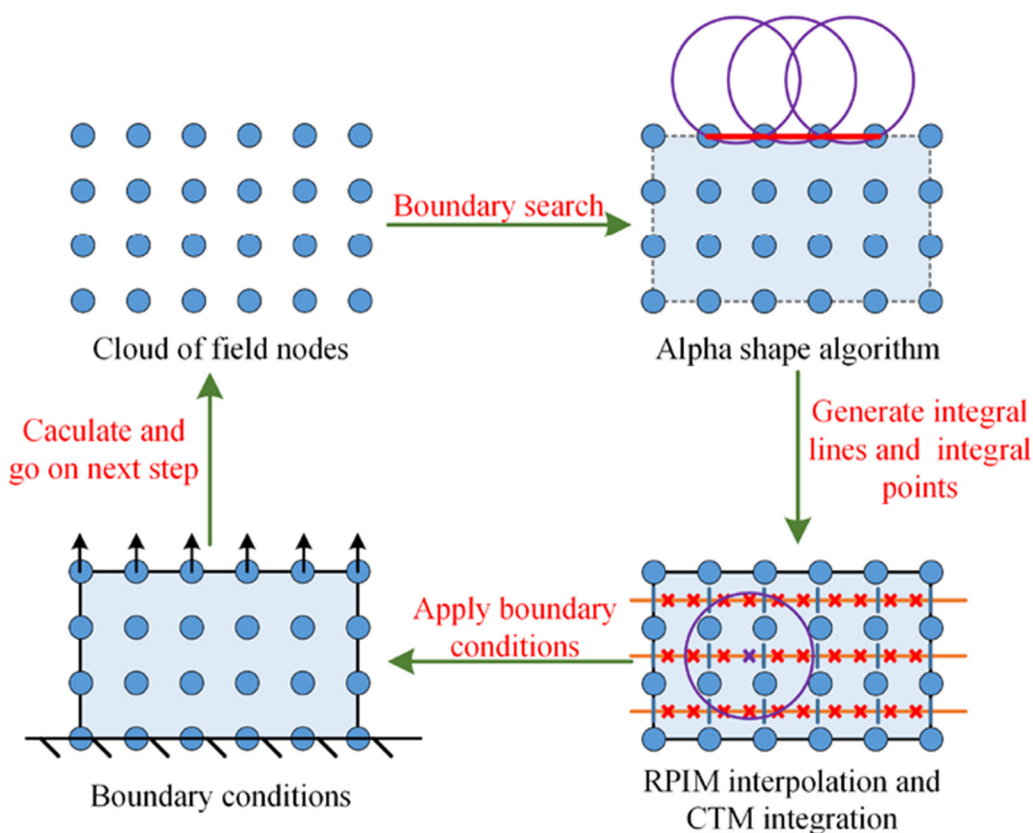 Boundary search
Cloud of field nodes
Alpha shape algorithm
Caculate and
go on next step
Generate integral
lines and integral
points
Apply boundary
conditions
Boundary conditions
RPIM interpolation and
CTM integration